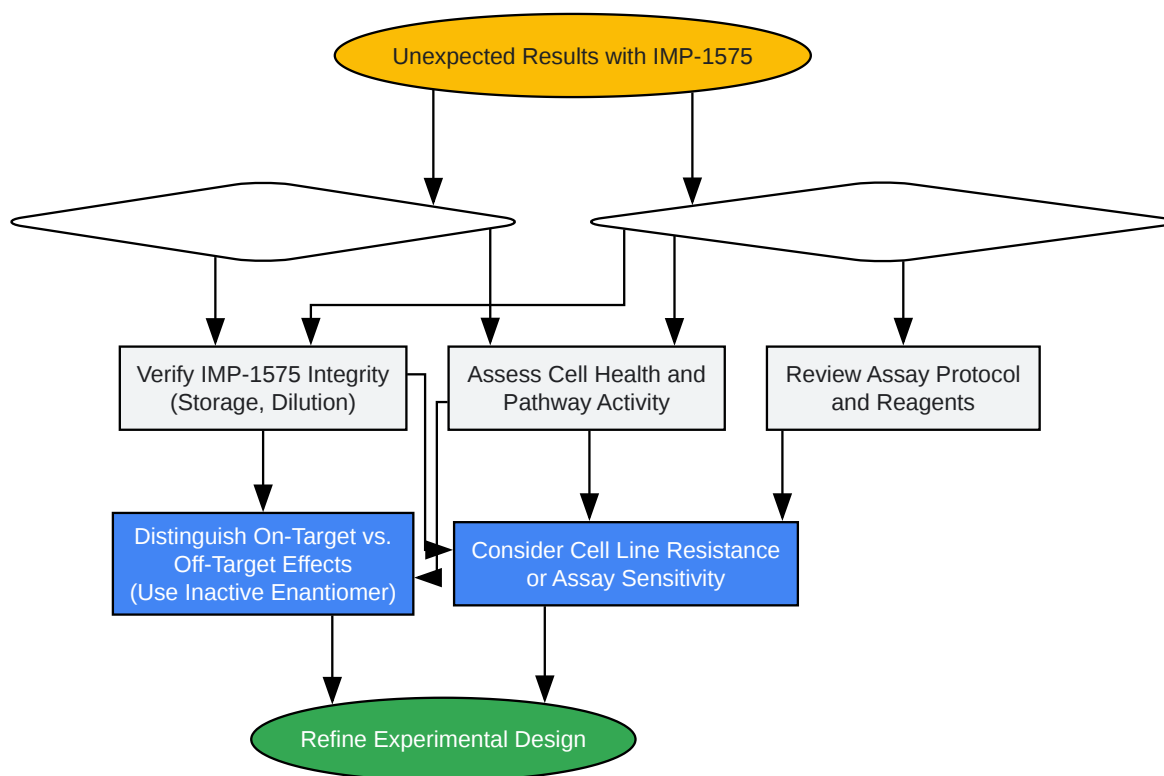 Unexpected Results with IMP-1575
Verify IMP-1575 Integrity
(Storage, Dilution)
Assess Cell Health and
Pathway Activity
Review Assay Protocol
and Reagents
Distinguish On-Target vs.
Off-Target Effects
(Use Inactive Enantiomer)
Consider Cell Line Resistance
or Assay Sensitivity
Refine Experimental Design